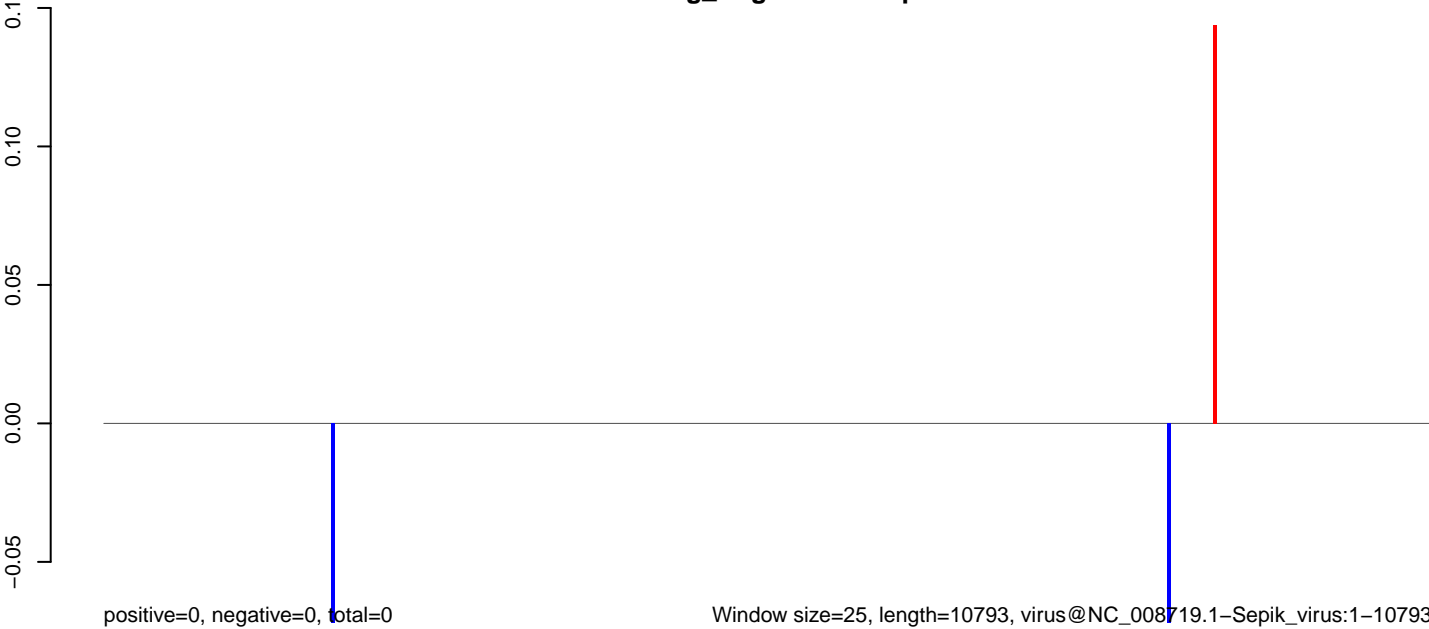 0.1
0.10
0.05
0.00
−0.05
positive=0, negative=0, total=0
Window size=25, length=10793, virus@NC_008719.1−Sepik_virus:1−10793